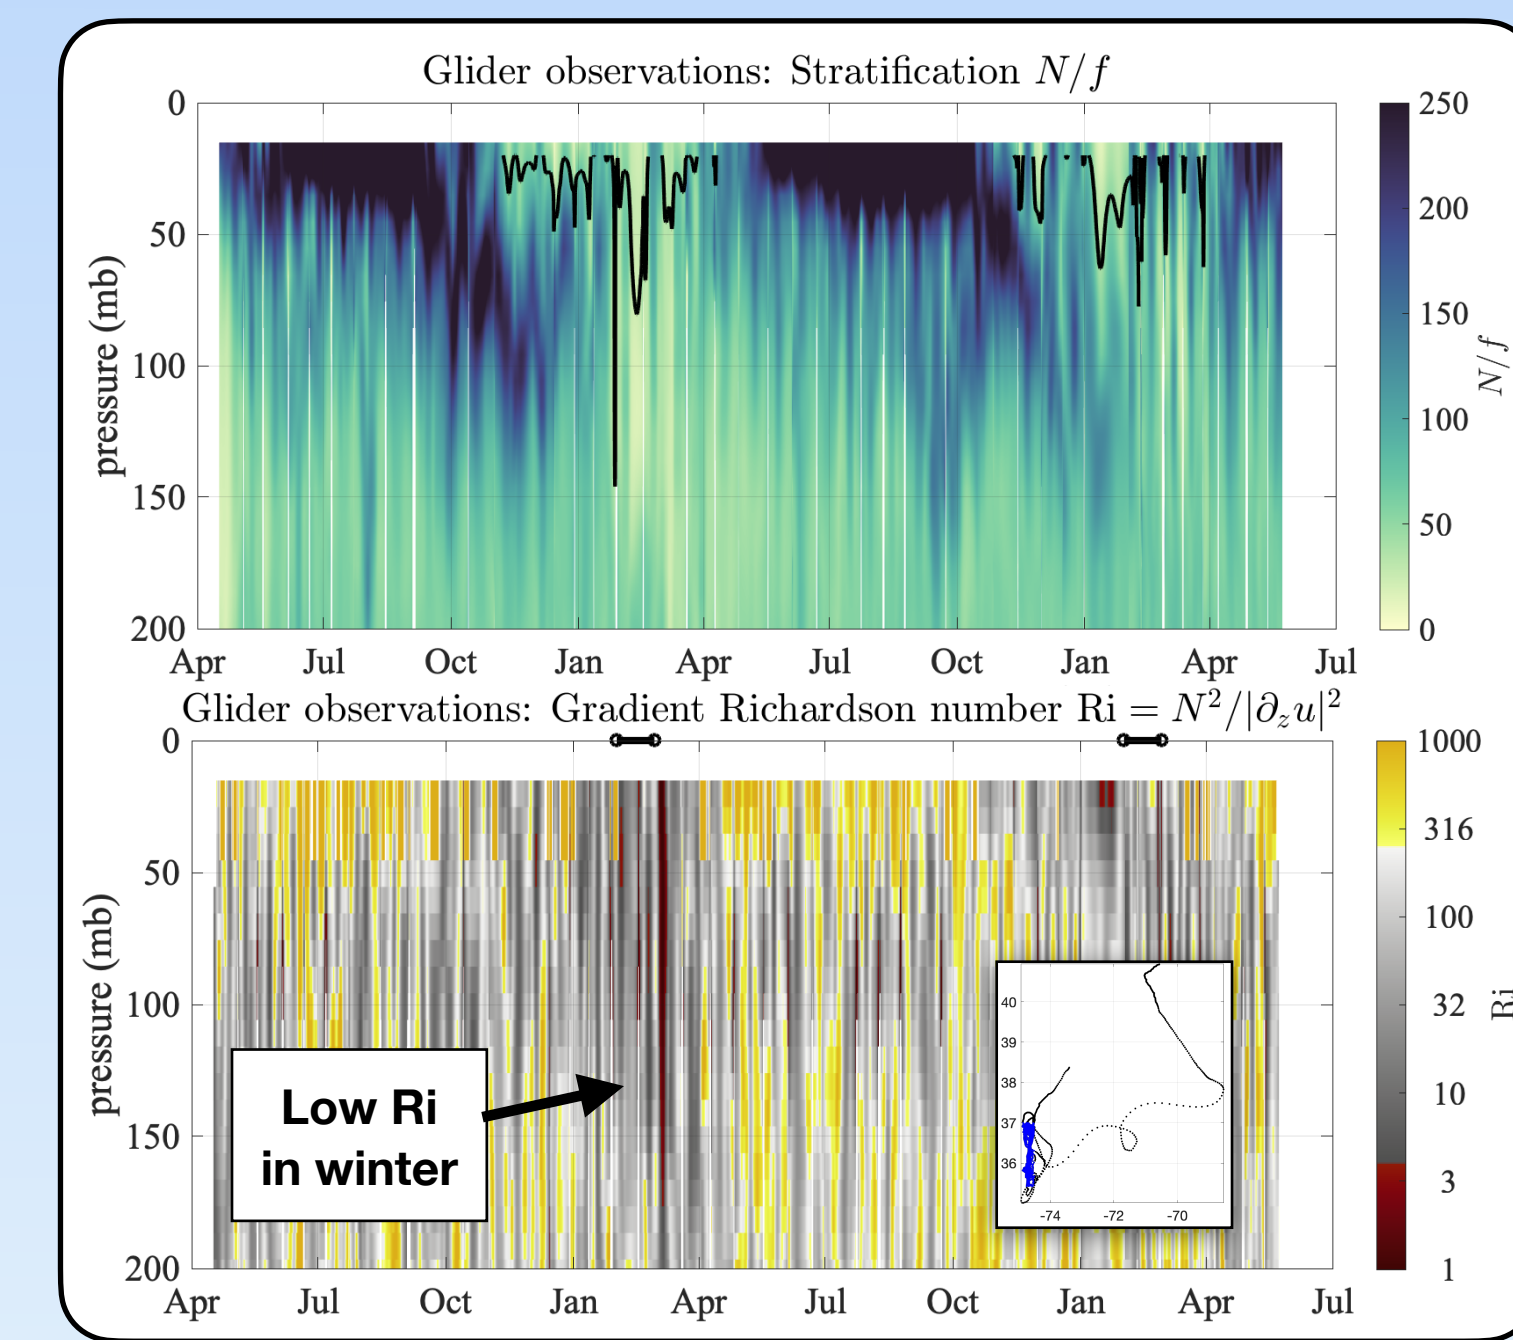 Glider observations: Stratification N/f
0
50
100
150
200
pressure (mb)
Apr Jul Oct Jan Apr Jul Oct Jan Apr Jul
250
200
150
100
50
0
N/f
Glider observations: Gradient Richardson number Ri = N²/|∂_z u|²
0
50
100
150
200
pressure (mb)
Apr Jul Oct Jan Apr Jul Oct Jan Apr Jul
Low Ri
in winter
40
39
38
37
36
-74 -72 -70
1000
316
100
32
10
3
1
Ri